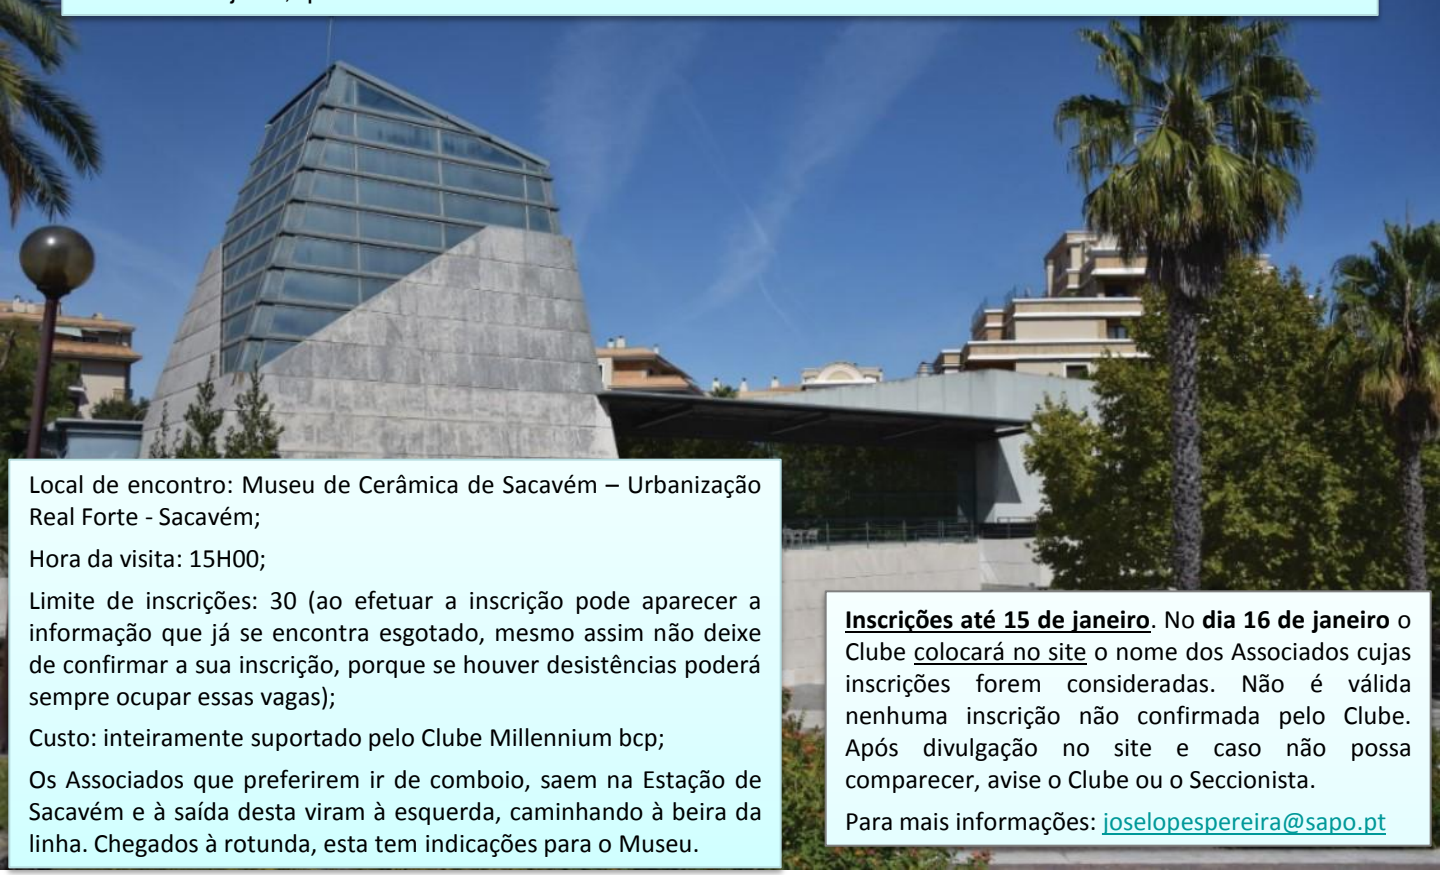 Local de encontro: Museu de Cerâmica de Sacavém – Urbanização
Real Forte - Sacavém;
Hora da visita: 15H00;
Limite de inscrições: 30 (ao efetuar a inscrição pode aparecer a
informação que já se encontra esgotado, mesmo assim não deixe
de confirmar a sua inscrição, porque se houver desistências poderá
sempre ocupar essas vagas);
Custo: inteiramente suportado pelo Clube Millennium bcp;
Os Associados que preferirem ir de comboio, saem na Estação de
Sacavém e à saída desta viram à esquerda, caminhando à beira da
linha. Chegados à rotunda, esta tem indicações para o Museu.
Inscrições até 15 de janeiro. No dia 16 de janeiro o
Clube colocará no site o nome dos Associados cujas
inscrições forem consideradas. Não é válida
nenhuma inscrição não confirmada pelo Clube.
Após divulgação no site e caso não possa
comparecer, avise o Clube ou o Seccionista.
Para mais informações: joselopespereira@sapo.pt